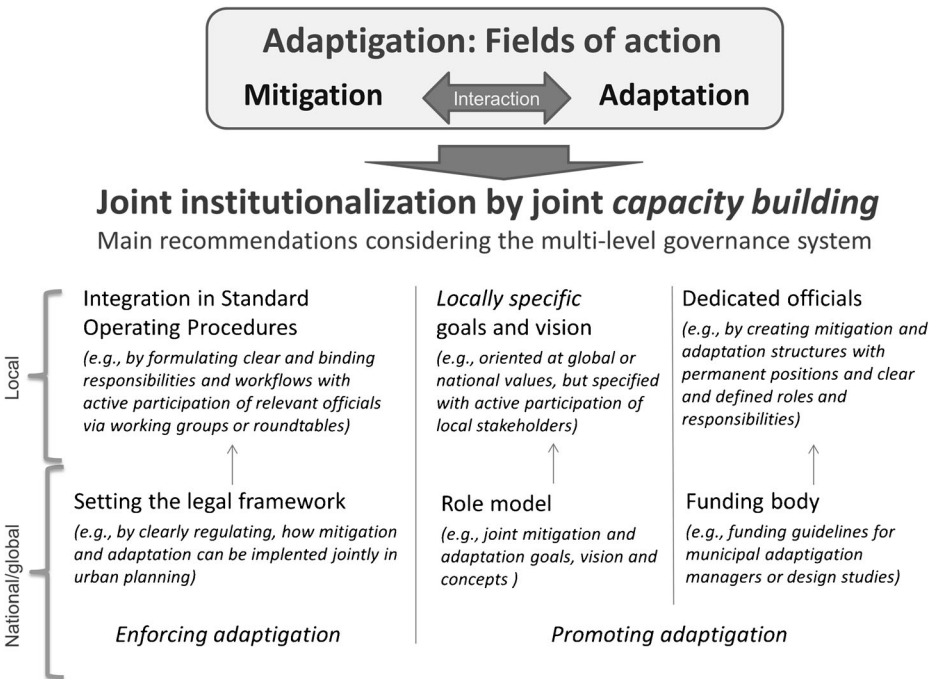 Adaptigation: Fields of action
Mitigation
Interaction
Adaptation
Joint institutionalization by joint capacity building
Main recommendations considering the multi-level governance system
Local
Integration in Standard
Operating Procedures
(e.g., by formulating clear and binding
responsibilities and workflows with
active participation of relevant officials
via working groups or roundtables)
Locally specific
goals and vision
(e.g., oriented at global or
national values, but specified
with active participation of
local stakeholders)
Dedicated officials
(e.g., by creating mitigation and
adaptation structures with
permanent positions and clear
and defined roles and
responsibilities)
National/global
Setting the legal framework
(e.g., by clearly regulating, how mitigation
and adaptation can be implented jointly in
urban planning)
Role model
(e.g., joint mitigation and
adaptation goals, vision and
concepts )
Funding body
(e.g., funding guidelines for
municipal adaptigation
managers or design studies)
Enforcing adaptigation
Promoting adaptigation